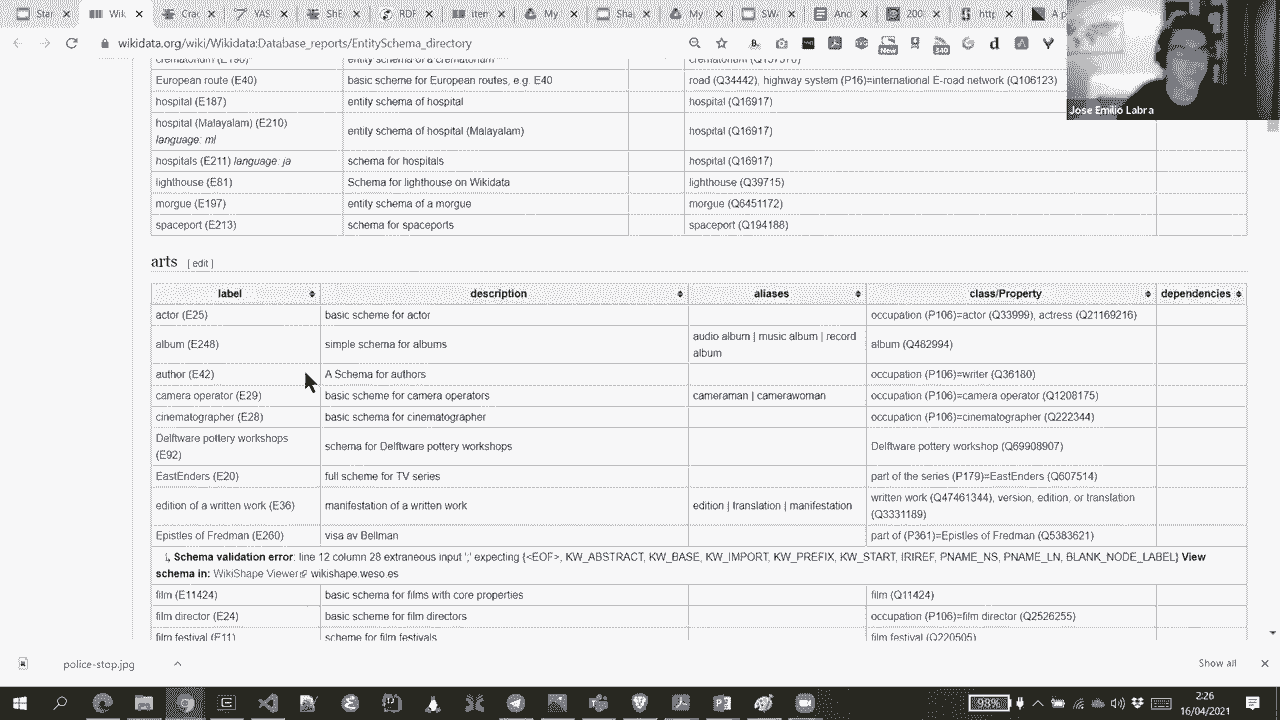 Star
Wik
Crac
YAS
ShE
RDF
item
My
Sha
My
SWA
Anc
200
http
A p
wikidata.org/wiki/Wikidata:Database_reports/EntitySchema_directory
New
340
Jose Emilio Labra
crematorium (E196) entity schema of a crematorium
European route (E40) basic scheme for European routes, e.g. E40 road (Q34442), highway system (P16)=international E-road network (Q106123)
hospital (E187) entity schema of hospital hospital (Q16917)
hospital (Malayalam) (E210) entity schema of hospital (Malayalam) hospital (Q16917)
language: ml
hospitals (E211) language: ja schema for hospitals hospital (Q16917)
lighthouse (E81) Schema for lighthouse on Wikidata lighthouse (Q39715)
morgue (E197) entity schema of a morgue morgue (Q6451172)
spaceport (E213) schema for spaceports spaceport (Q194188)
arts [ edit ]
label description aliases class/Property dependencies
actor (E25) basic scheme for actor occupation (P106)=actor (Q33999), actress (Q21169216)
album (E248) simple schema for albums audio album | music album | record album album (Q482994)
author (E42) A Schema for authors occupation (P106)=writer (Q36180)
camera operator (E29) basic scheme for camera operators cameraman | camerawoman occupation (P106)=camera operator (Q1208175)
cinematographer (E28) basic scheme for cinematographer occupation (P106)=cinematographer (Q222344)
Delftware pottery workshops (E92) schema for Delftware pottery workshops Delftware pottery workshop (Q69908907)
EastEnders (E20) full scheme for TV series part of the series (P179)=EastEnders (Q607514)
edition of a written work (E36) manifestation of a written work edition | translation | manifestation written work (Q47461344), version, edition, or translation (Q3331189)
Epistles of Fredman (E260) visa av Bellman part of (P361)=Epistles of Fredman (Q5383621)
↳ Schema validation error: line 12 column 28 extraneous input ';' expecting {<EOF>, KW_ABSTRACT, KW_BASE, KW_IMPORT, KW_PREFIX, KW_START, IRIREF, PNAME_NS, PNAME_LN, BLANK_NODE_LABEL} View
schema in: WikiShape Viewer wikishape.weso.es
film (E11424) basic scheme for films with core properties film (Q11424)
film director (E24) basic scheme for film directors occupation (P106)=film director (Q2526255)
film festival (E11) scheme for film festivals film festival (Q220505)
police-stop.jpg
Show all
98%
2:26
16/04/2021